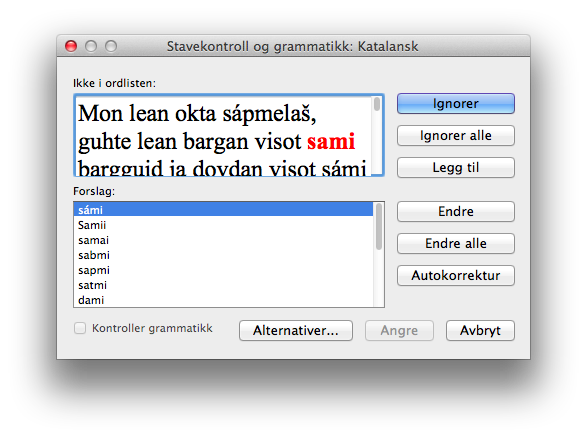 Stavekontroll og grammatikk: Katalansk
Ikke i ordlisten:
Mon lean okta sápmelaš,
guhte lean bargan visot sami
bargguid ja dovdan visot sámi
Ignorer
Ignorer alle
Legg til
Forslag:
sámi
Samii
samai
sabmi
sapmi
satmi
dami
Endre
Endre alle
Autokorrektur
Kontroller grammatikk
Alternativer...
Angre
Avbryt